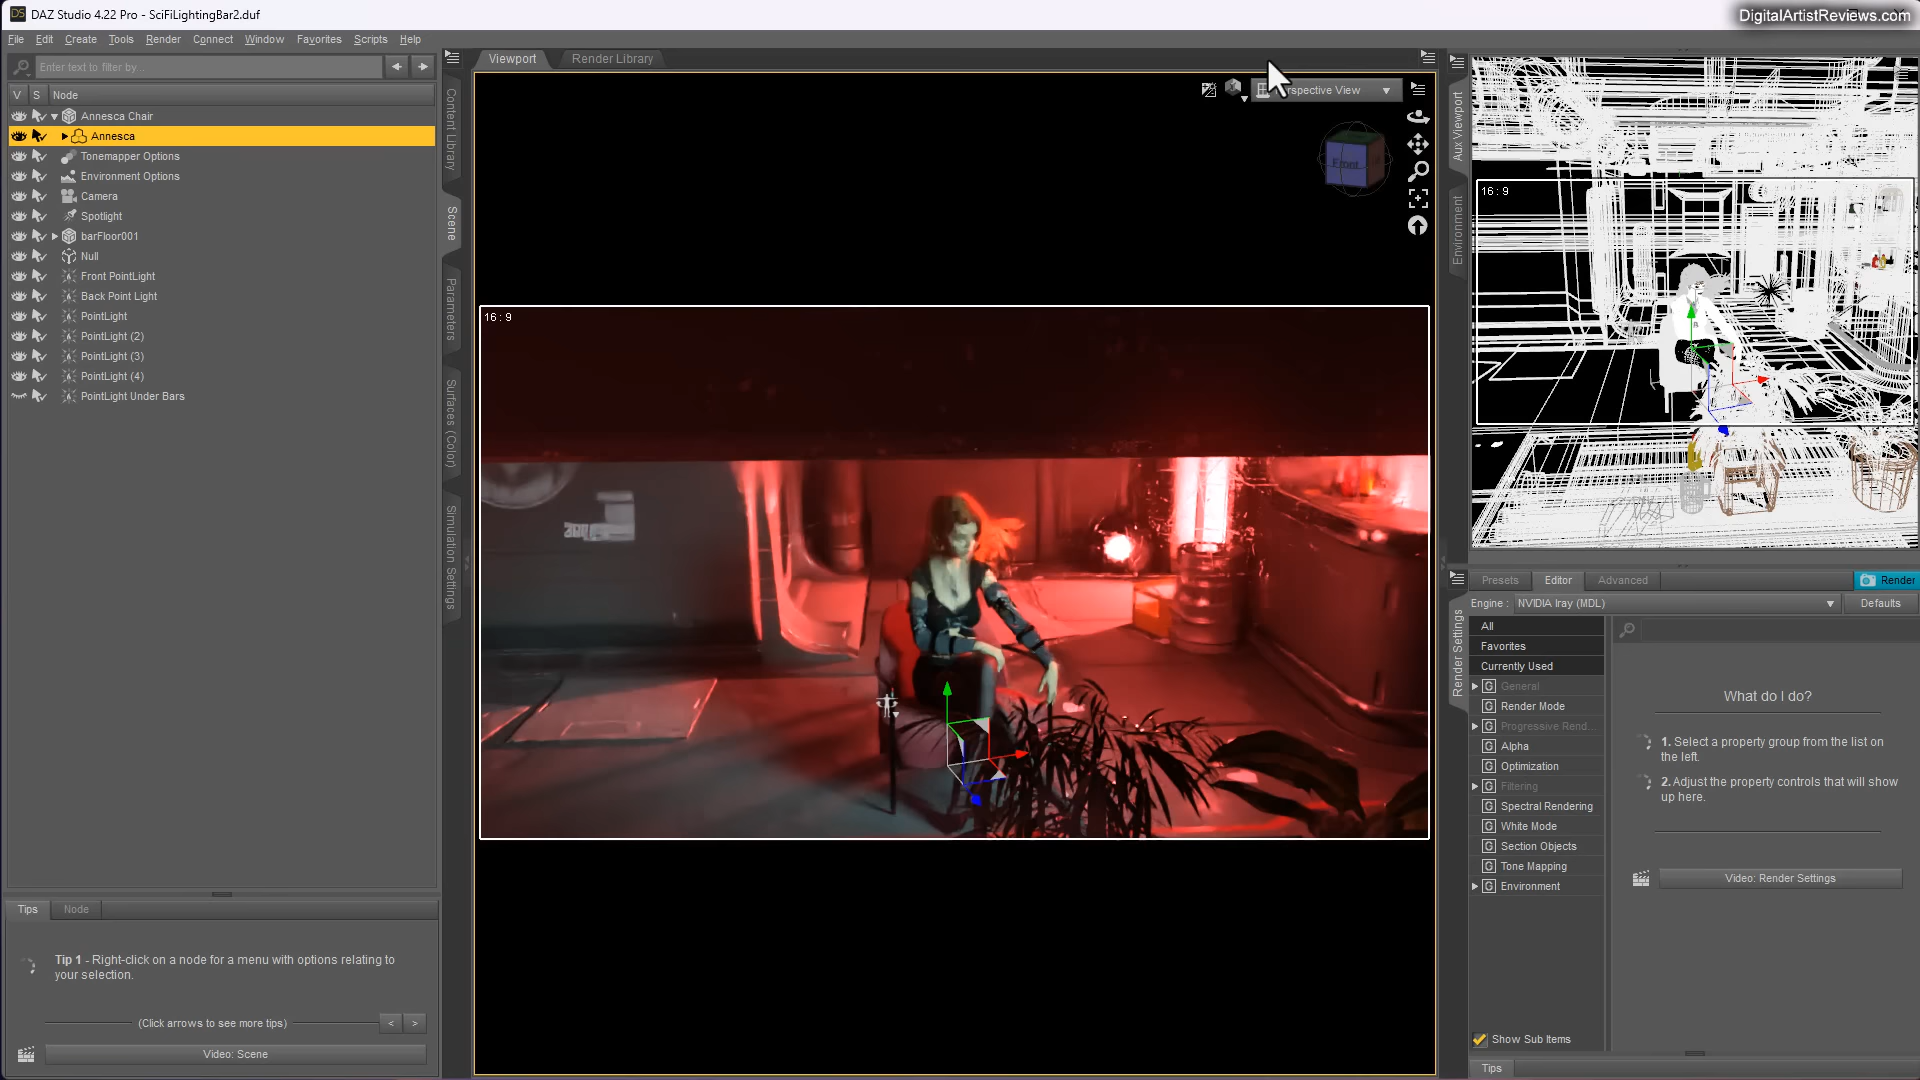 DS DAZ Studio 4.22 Pro - SciFiLightingBar2.duf
DigitalArtistReviews.com
File Edit Create Tools Render Connect Window Favorites Scripts Help
Enter text to filter by...
V S Node
Annesca Chair
Annesca
Tonemapper Options
Environment Options
Camera
Spotlight
barFloor001
Null
Front PointLight
Back Point Light
PointLight
PointLight (2)
PointLight (3)
PointLight (4)
PointLight Under Bars
Tips Node
Tip 1 - Right-click on a node for a menu with options relating to
your selection.
(Click arrows to see more tips) < >
Video: Scene
Content Library
Scene
Parameters
Surfaces (Color)
Simulation Settings
Viewport Render Library
rspective View
Front
16 : 9
Aux Viewport
Environment
16 : 9
Render Settings
Presets Editor Advanced Render
Engine : NVIDIA Iray (MDL) Defaults
All
Favorites
Currently Used
G General
G Render Mode
G Progressive Rend...
G Alpha
G Optimization
G Filtering
G Spectral Rendering
G White Mode
G Section Objects
G Tone Mapping
G Environment
Show Sub Items
What do I do?
1. Select a property group from the list on
the left.
2. Adjust the property controls that will show
up here.
Video: Render Settings
Tips